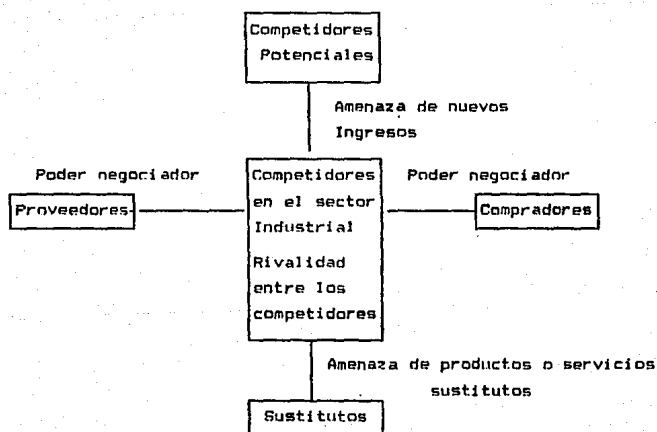 Competidores
Potenciales
Amenaza de nuevos
Ingresos
Poder negociador
Proveedores
Competidores
en el sector
Industrial
Rivalidad
entre los
competidores
Poder negociador
Compradores
Amenaza de productos o servicios
sustitutos
Sustitutos